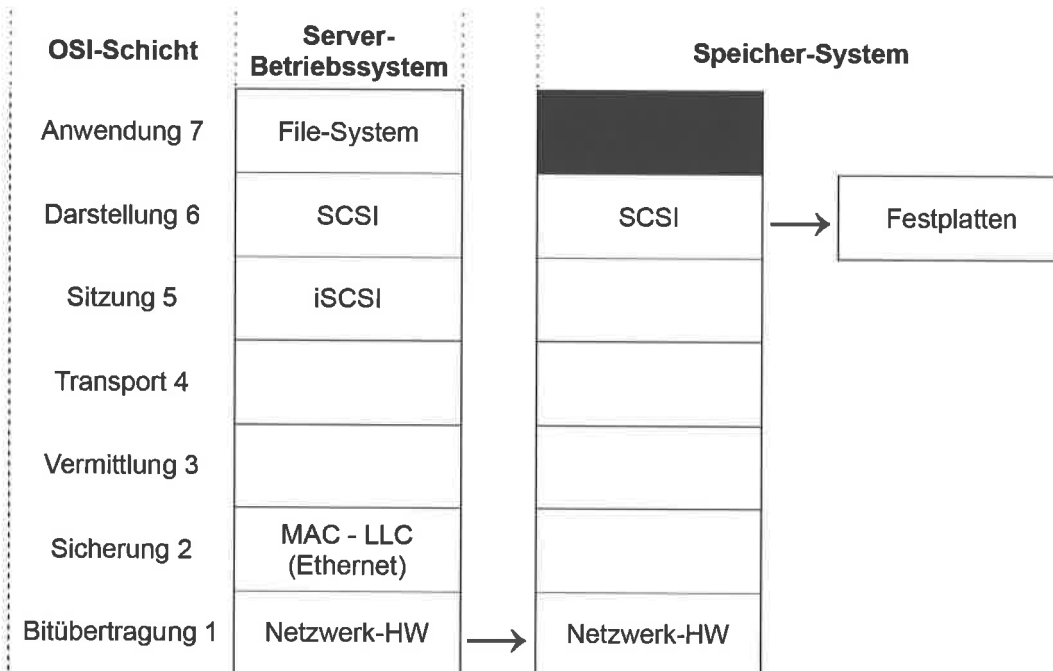 OSI-Schicht
Server-
Betriebssystem
Speicher-System
Anwendung 7
File-System
Darstellung 6
SCSI
SCSI
Festplatten
Sitzung 5
iSCSI
Transport 4
Vermittlung 3
Sicherung 2
MAC - LLC
(Ethernet)
Bitübertragung 1
Netzwerk-HW
Netzwerk-HW